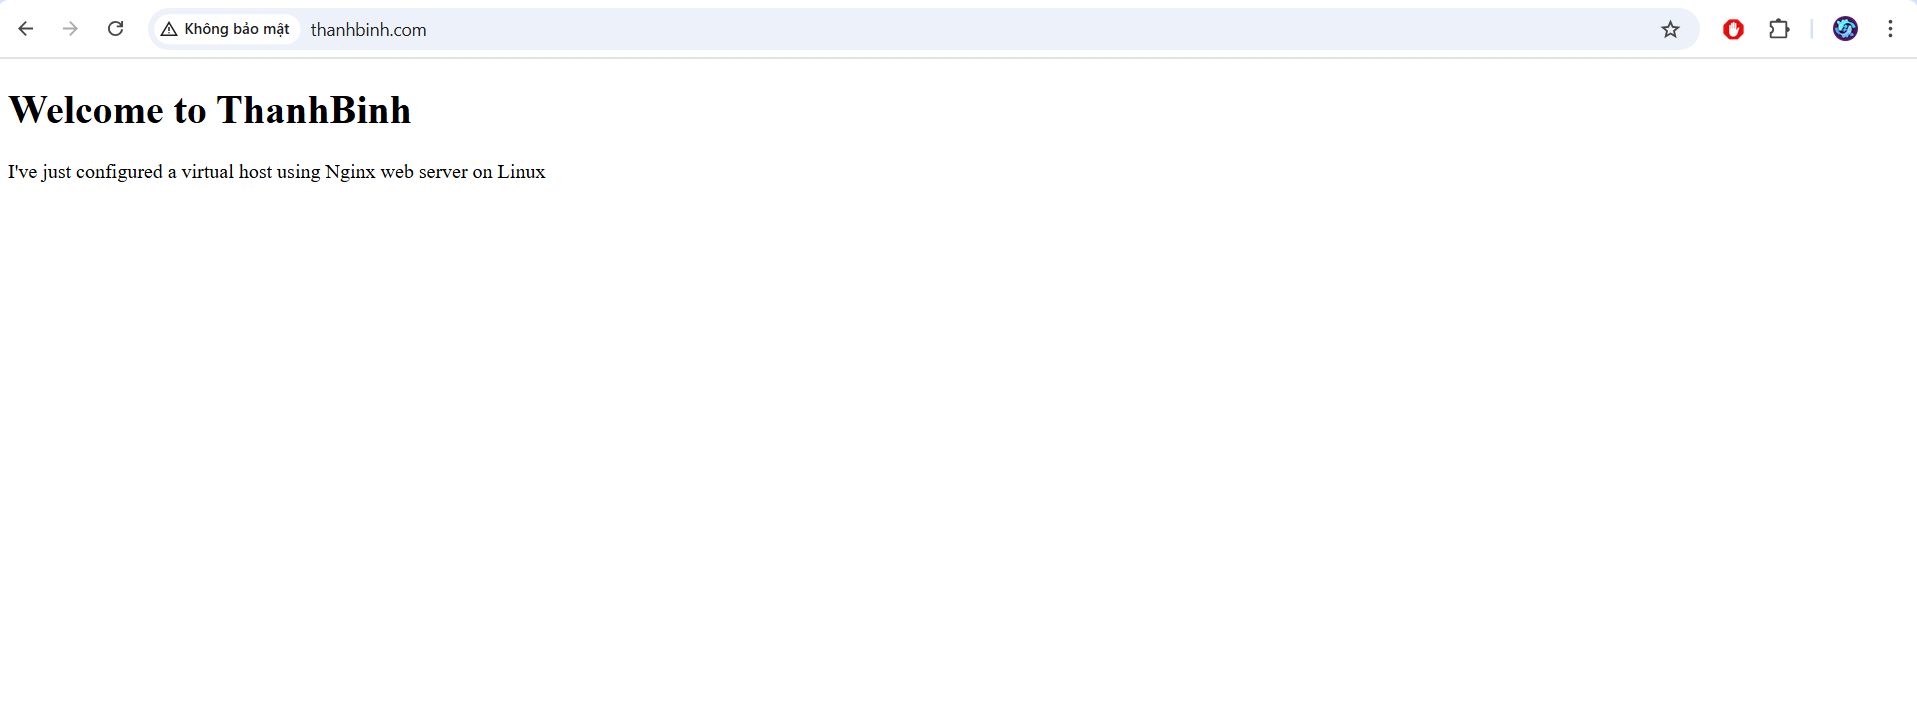 Không bảo mật thanhbinh.com
Welcome to ThanhBinh
I've just configured a virtual host using Nginx web server on Linux